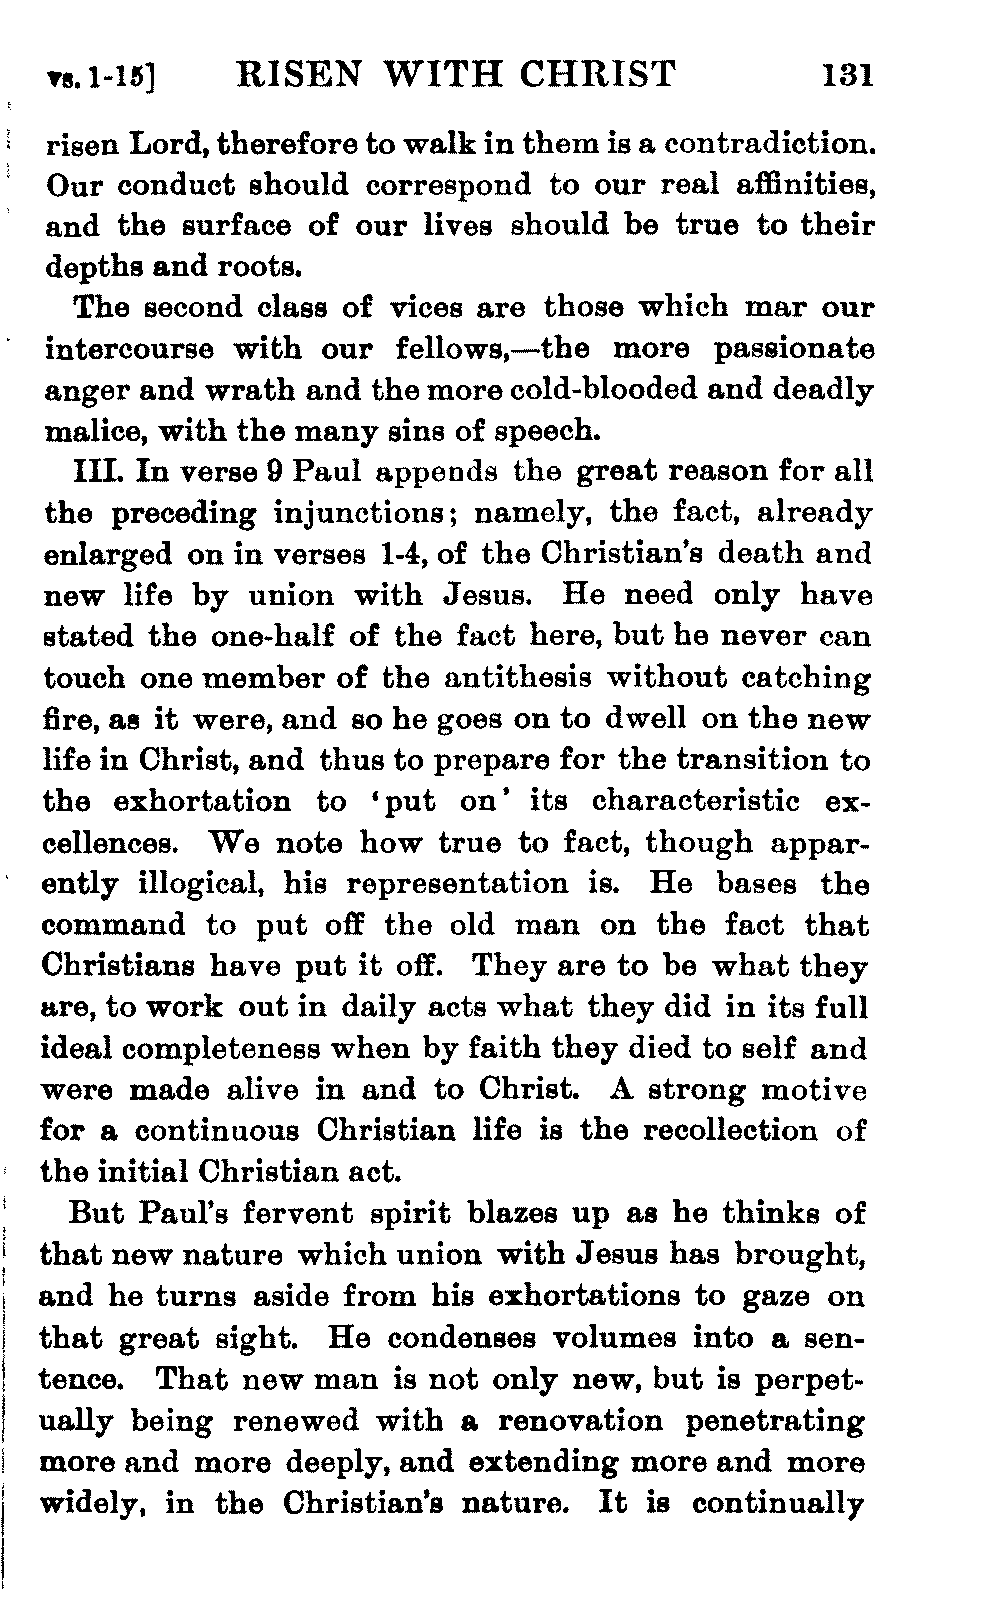 vs. 1-15] RISEN WITH CHRIST 131
risen Lord, therefore to walk in them is a contradiction.
Our conduct should correspond to our real affinities,
and the surface of our lives should be true to their
depths and roots.
The second class of vices are those which mar our
intercourse with our fellows,—the more passionate
anger and wrath and the more cold-blooded and deadly
malice, with the many sins of speech.
III. In verse 9 Paul appends the great reason for all
the preceding injunctions; namely, the fact, already
enlarged on in verses 1-4, of the Christian's death and
new life by union with Jesus. He need only have
stated the one-half of the fact here, but he never can
touch one member of the antithesis without catching
fire, as it were, and so he goes on to dwell on the new
life in Christ, and thus to prepare for the transition to
the exhortation to ‘put on’ its characteristic ex-
cellences. We note how true to fact, though appar-
ently illogical, his representation is. He bases the
command to put off the old man on the fact that
Christians have put it off. They are to be what they
are, to work out in daily acts what they did in its full
ideal completeness when by faith they died to self and
were made alive in and to Christ. A strong motive
for a continuous Christian life is the recollection of
the initial Christian act.
But Paul's fervent spirit blazes up as he thinks of
that new nature which union with Jesus has brought,
and he turns aside from his exhortations to gaze on
that great sight. He condenses volumes into a sen-
tence. That new man is not only new, but is perpet-
ually being renewed with a renovation penetrating
more and more deeply, and extending more and more
widely, in the Christian's nature. It is continually